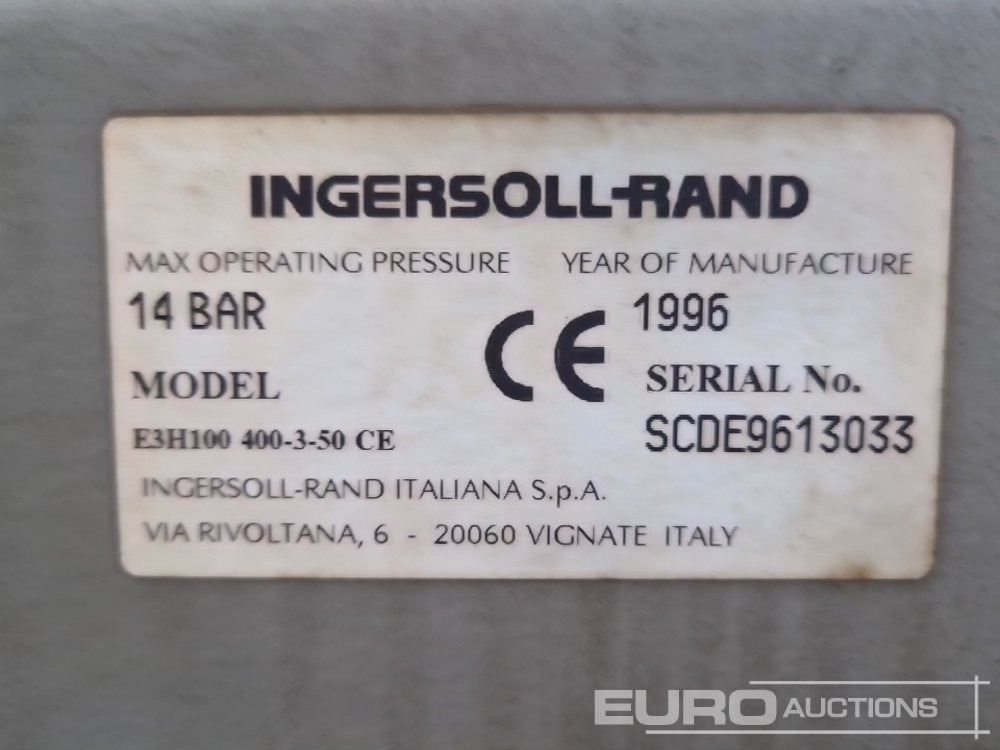 INGERSOLL-RAND
MAX OPERATING PRESSURE YEAR OF MANUFACTURE
14 BAR 1996
CE
MODEL SERIAL No.
E3H100 400-3-50 CE SCDE9613033
INGERSOLL-RAND ITALIANA S.p.A.
VIA RIVOLTANA, 6 - 20060 VIGNATE ITALY
EURO AUCTIONS